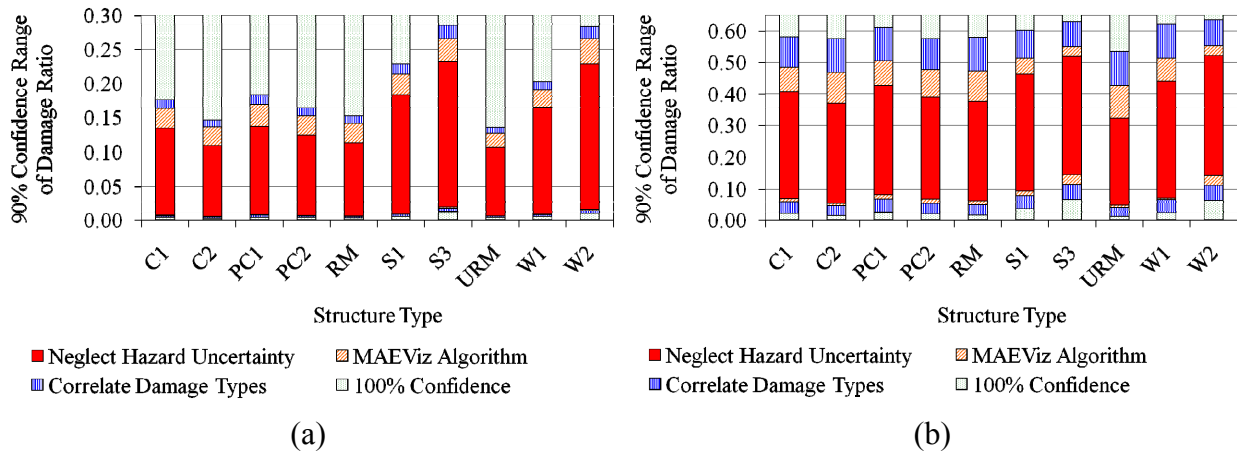 (a)
0.30
0.25
0.20
0.15
0.10
0.05
0.00
90% Confidence Range
of Damage Ratio
C1
C2
PC1
PC2
RM
S1
S3
URM
W1
W2
Structure Type
Neglect Hazard Uncertainty
MAEViz Algorithm
Correlate Damage Types
100% Confidence
(a)
(b)
0.60
0.50
0.40
0.30
0.20
0.10
0.00
90% Confidence Range
of Damage Ratio
C1
C2
PC1
PC2
RM
S1
S3
URM
W1
W2
Structure Type
Neglect Hazard Uncertainty
MAEViz Algorithm
Correlate Damage Types
100% Confidence
(b)